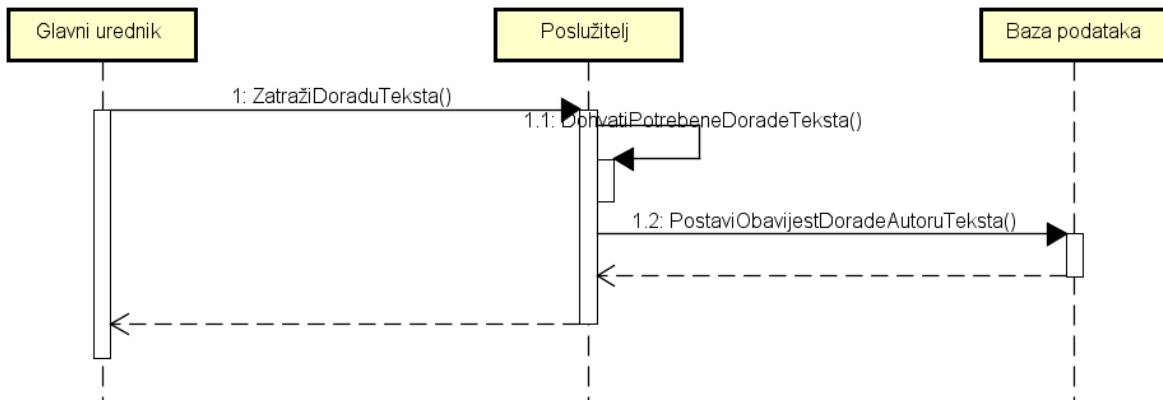 Glavni urednik
Poslužitelj
Baza podataka
1: ZatražiDoraduTeksta()
1.1: DohvatiPotrebeneDoradeTeksta()
1.2: PostaviObavijestDoradeAutoruTeksta()